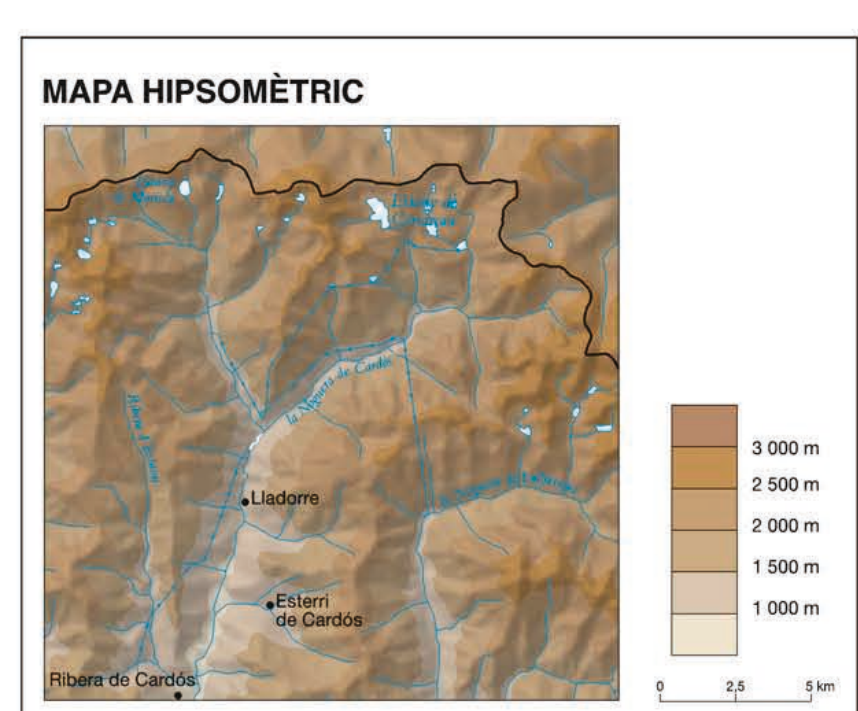 MAPA HIPSOMÈTRIC
la Noguera de Cardós
Lladorre
Esterri
de Cardós
Ribera de Cardós
3 000 m
2 500 m
2 000 m
1 500 m
1 000 m
0
2,5
5 km